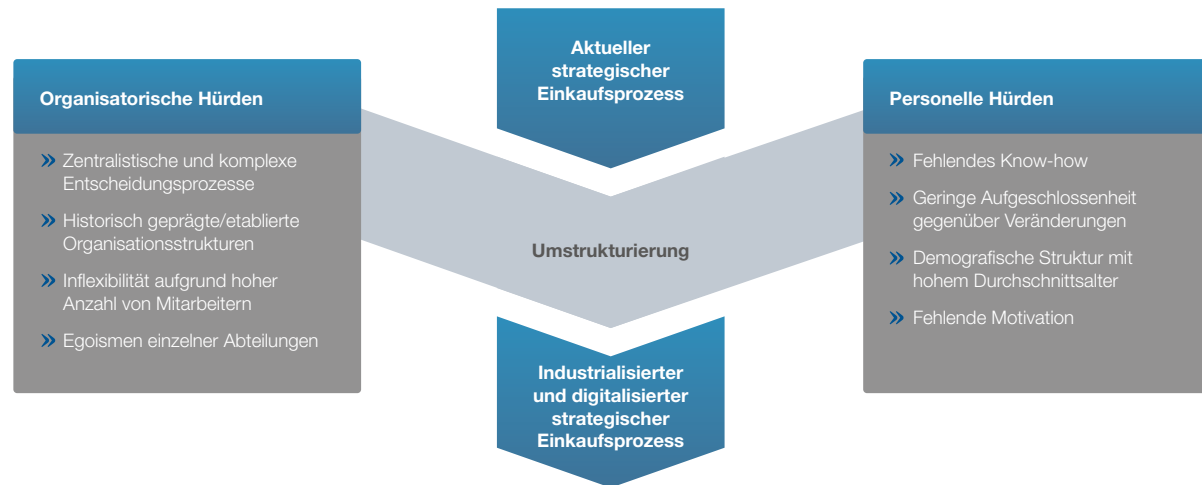 Aktueller
strategischer
Einkaufsprozess
Organisatorische Hürden
Zentralistische und komplexe
Entscheidungsprozesse
Historisch geprägte/etablierte
Organisationsstrukturen
Inflexibilität aufgrund hoher
Anzahl von Mitarbeitern
Egoismen einzelner Abteilungen
Umstrukturierung
Personelle Hürden
Fehlendes Know-how
Geringe Aufgeschlossenheit
gegenüber Veränderungen
Demografische Struktur mit
hohem Durchschnittsalter
Fehlende Motivation
Industrialisierter
und digitalisierter
strategischer
Einkaufsprozess